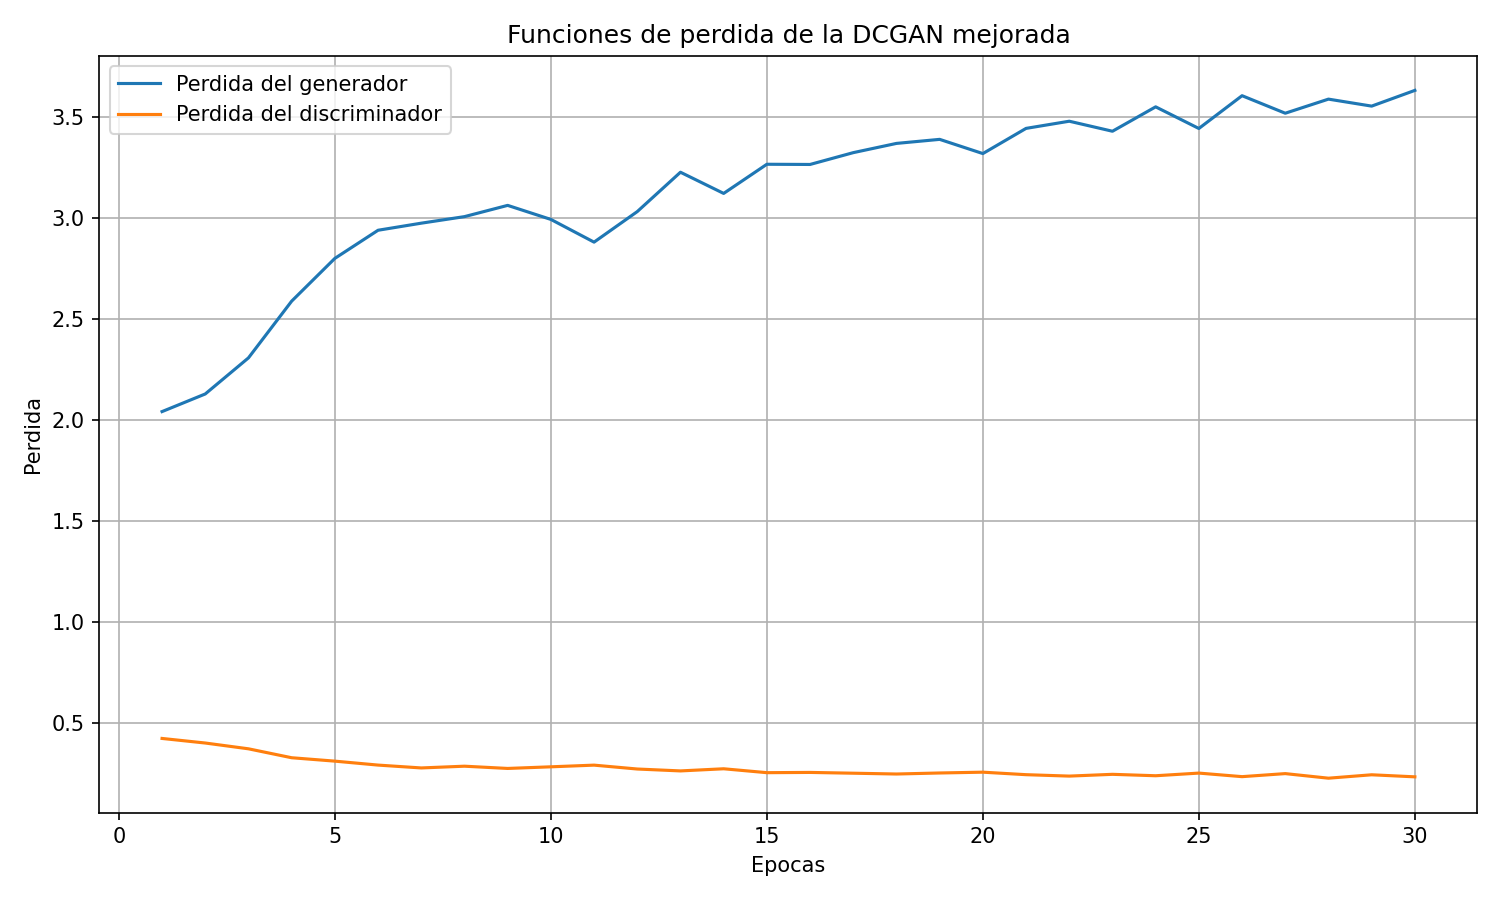 Funciones de perdida de la DCGAN mejorada
Perdida del generador
Perdida del discriminador
3.5
3.0
2.5
2.0
1.5
1.0
0.5
Perdida
0 5 10 15 20 25 30
Epocas